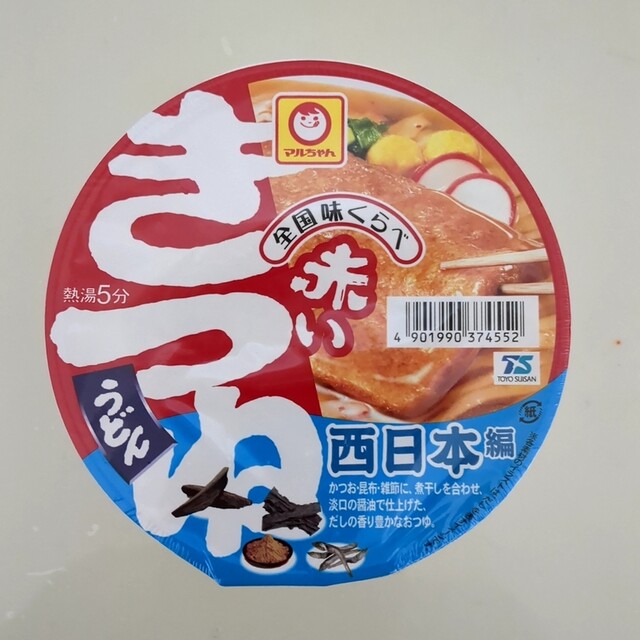 マルちゃん
全国味くらべ
赤い
きつね
うどん
熱湯5分
4 901990 374552
TS
TOYO SUISAN
紙
西日本編
かつお・昆布・雑節に、煮干しを合わせ、
淡口の醤油で仕上げた、
だしの香り豊かなおつゆ。